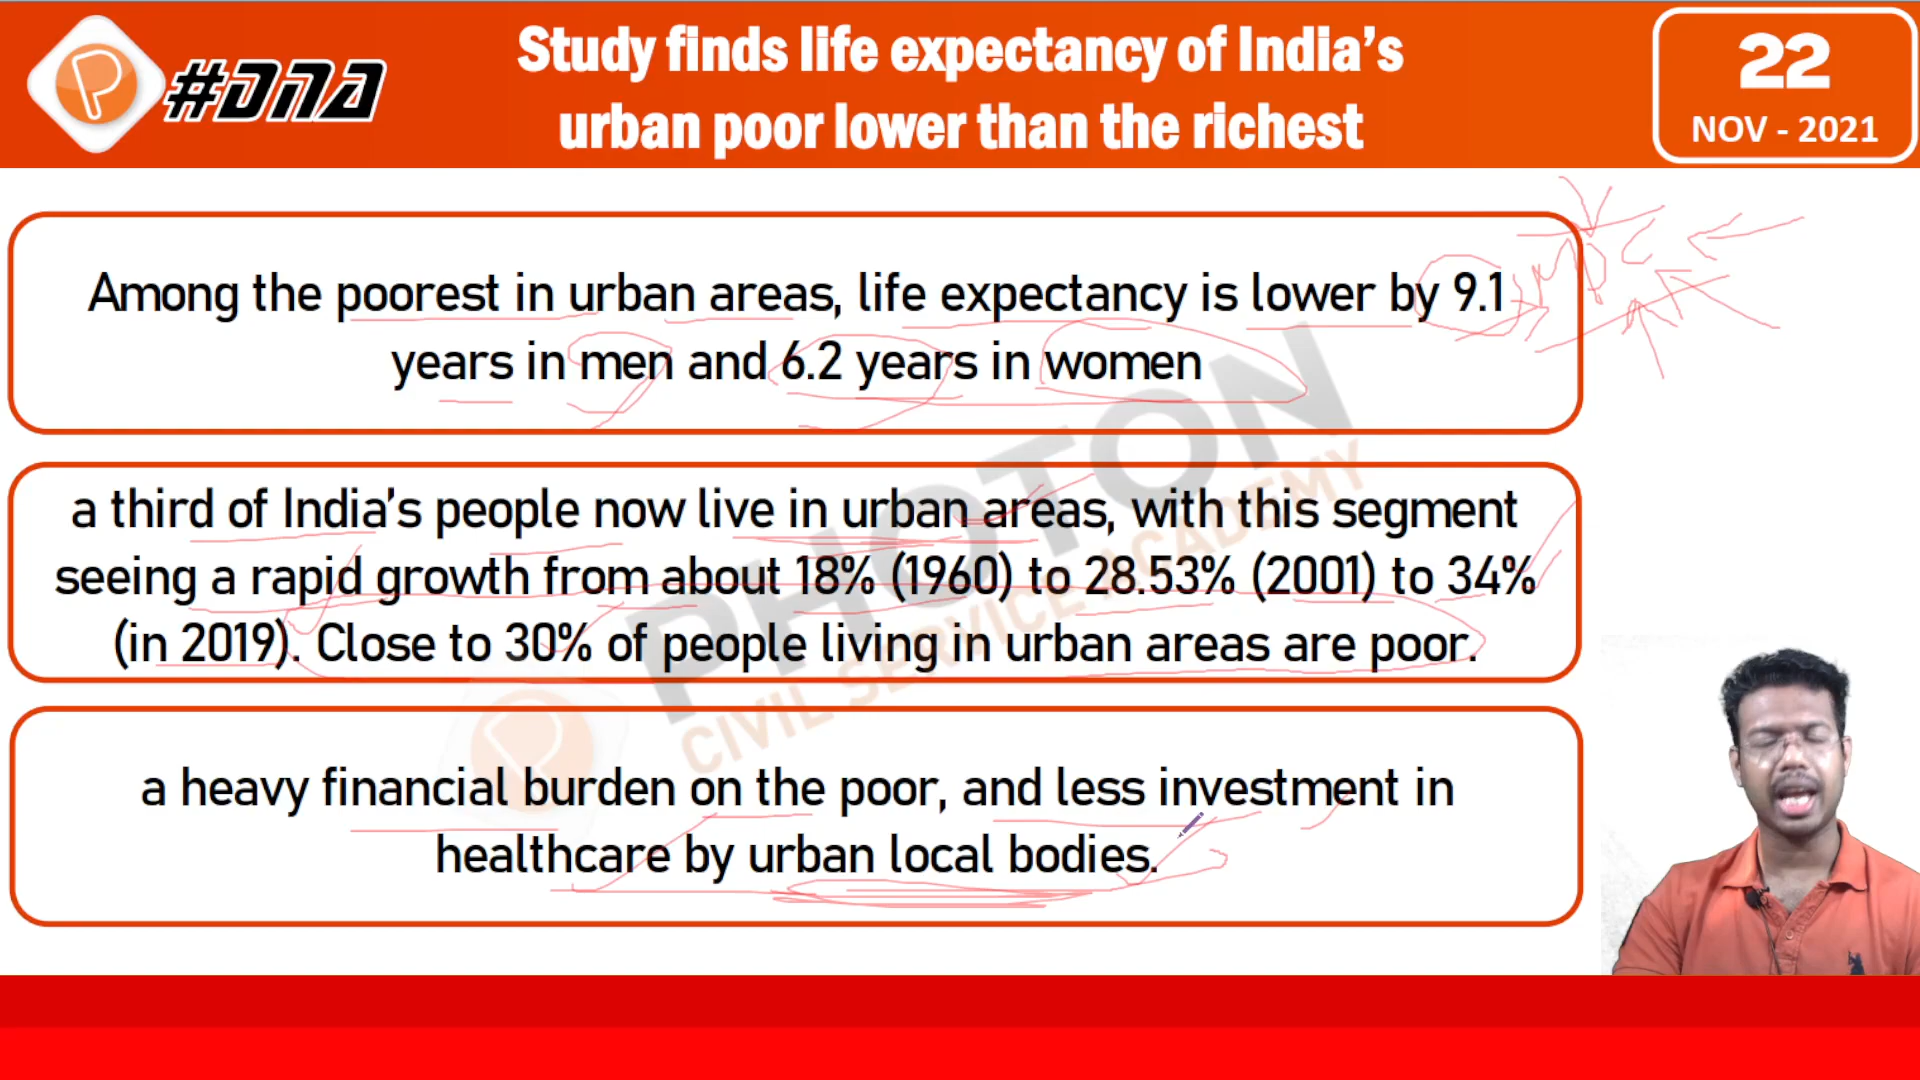 #DNA
Study finds life expectancy of India's
urban poor lower than the richest
22
NOV - 2021
Among the poorest in urban areas, life expectancy is lower by 9.1
years in men and 6.2 years in women
a third of India's people now live in urban areas, with this segment
seeing a rapid growth from about 18% (1960) to 28.53% (2001) to 34%
(in 2019). Close to 30% of people living in urban areas are poor.
a heavy financial burden on the poor, and less investment in
healthcare by urban local bodies.
PHOTON
CIVIL SERVICE ACADEMY